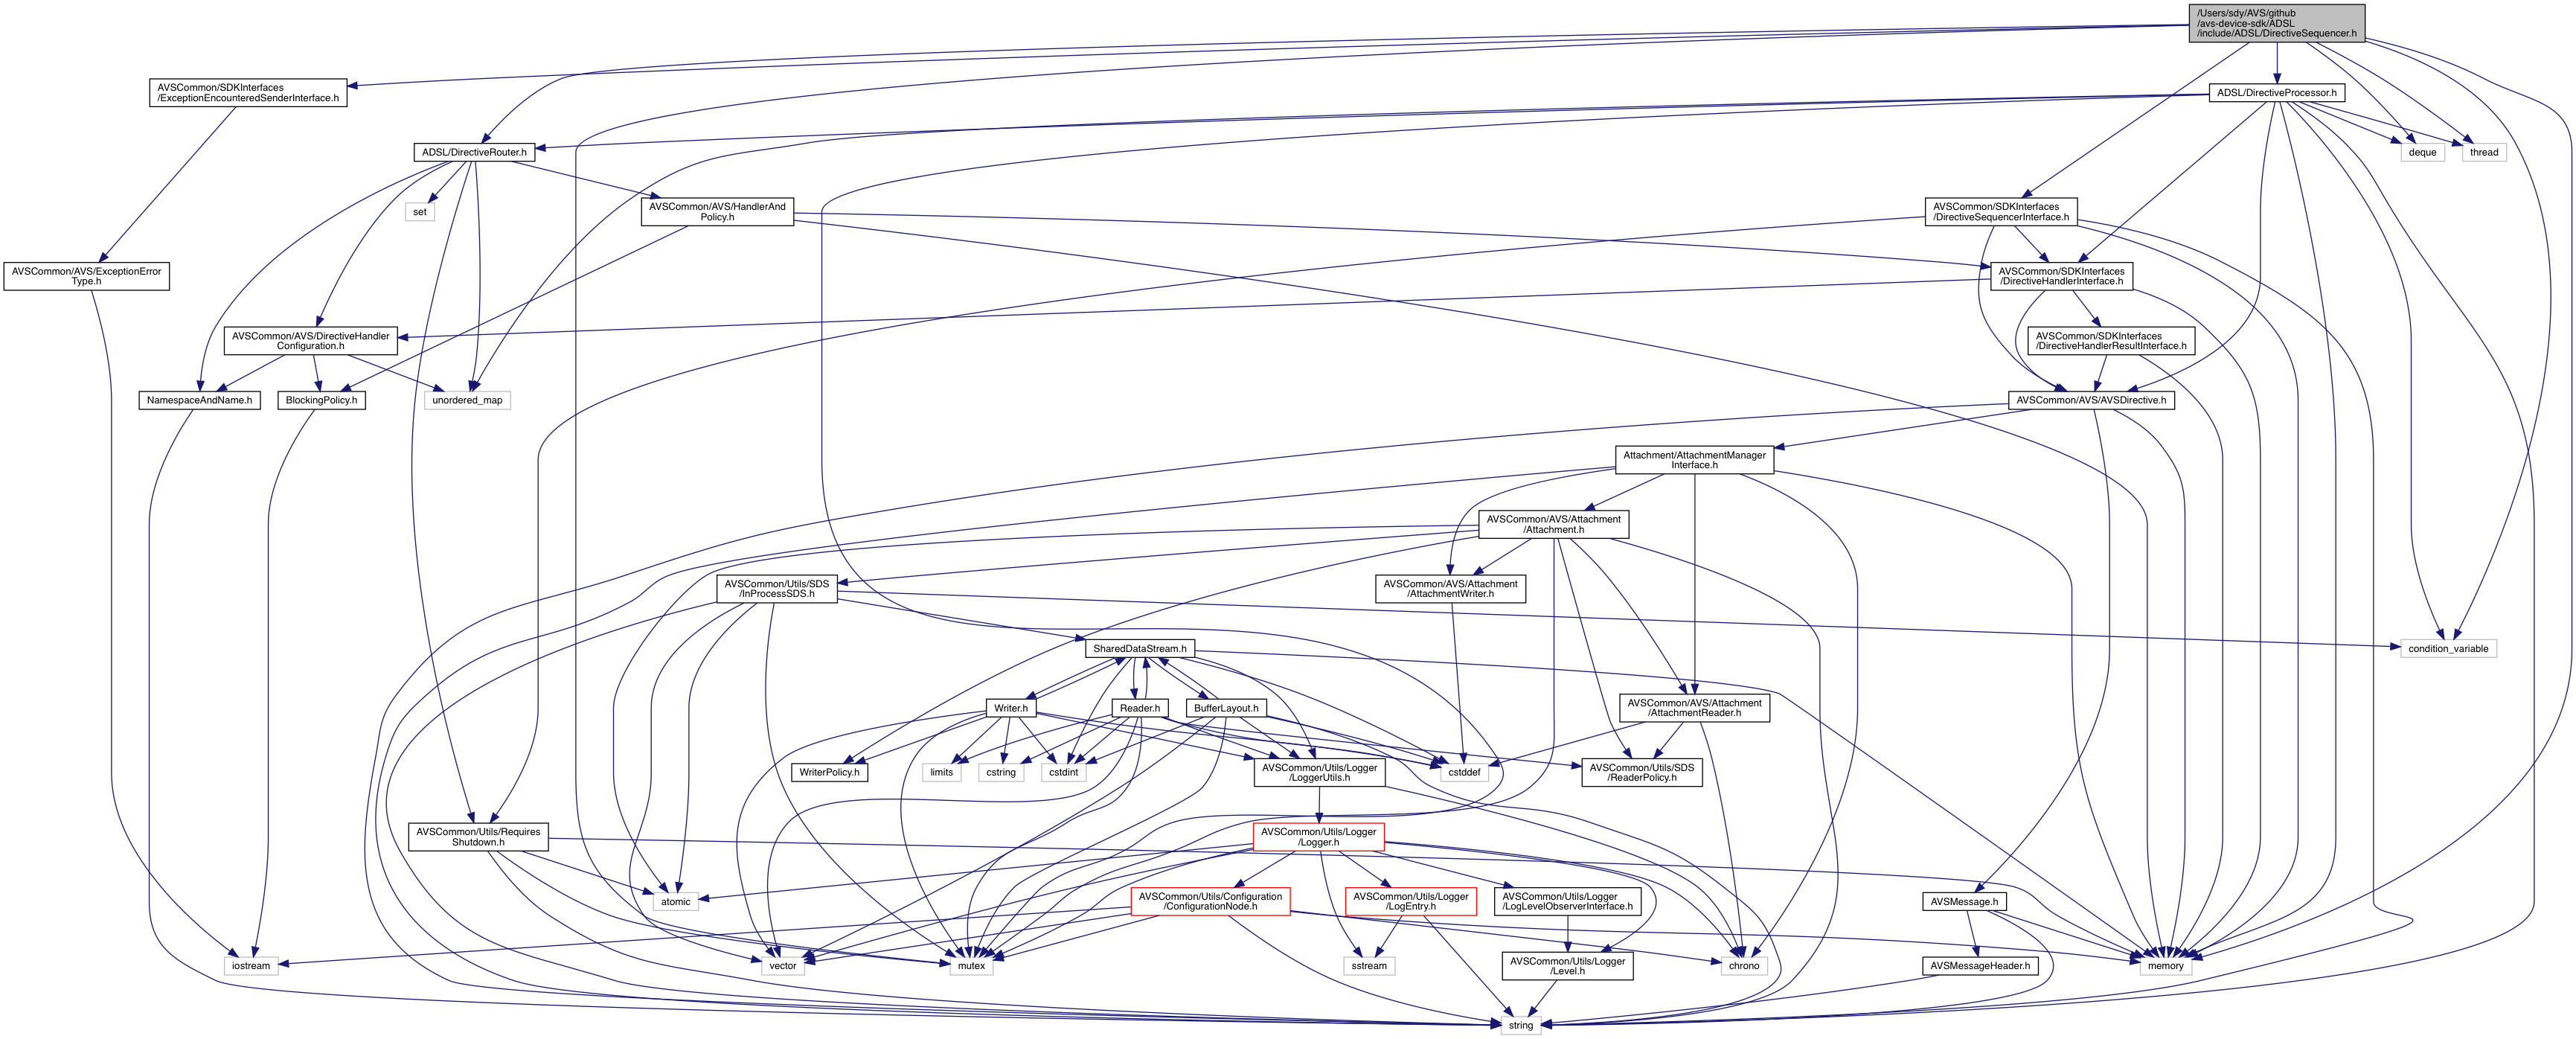 /Users/sdy/AVS/github
/avs-device-sdk/ADSL
/include/ADSL/DirectiveSequencer.h
AVSCommon/SDKInterfaces
/ExceptionEncounteredSenderInterface.h
ADSL/DirectiveProcessor.h
ADSL/DirectiveRouter.h
deque
thread
set
AVSCommon/AVS/HandlerAnd
Policy.h
AVSCommon/SDKInterfaces
/DirectiveSequencerInterface.h
AVSCommon/AVS/ExceptionError
Type.h
AVSCommon/SDKInterfaces
/DirectiveHandlerInterface.h
AVSCommon/AVS/DirectiveHandler
Configuration.h
AVSCommon/SDKInterfaces
/DirectiveHandlerResultInterface.h
NamespaceAndName.h
BlockingPolicy.h
unordered_map
AVSCommon/AVS/AVSDirective.h
Attachment/AttachmentManager
Interface.h
AVSCommon/AVS/Attachment
/Attachment.h
AVSCommon/Utils/SDS
/InProcessSDS.h
AVSCommon/AVS/Attachment
/AttachmentWriter.h
SharedDataStream.h
condition_variable
Writer.h
Reader.h
BufferLayout.h
AVSCommon/AVS/Attachment
/AttachmentReader.h
WriterPolicy.h
limits
cstring
cstdint
AVSCommon/Utils/Logger
/LoggerUtils.h
cstddef
AVSCommon/Utils/SDS
/ReaderPolicy.h
AVSCommon/Utils/Requires
Shutdown.h
AVSCommon/Utils/Logger
/Logger.h
atomic
AVSCommon/Utils/Configuration
/ConfigurationNode.h
AVSCommon/Utils/Logger
/LogEntry.h
AVSCommon/Utils/Logger
/LogLevelObserverInterface.h
AVSMessage.h
iostream
vector
mutex
sstream
AVSCommon/Utils/Logger
/Level.h
chrono
AVSMessageHeader.h
memory
string